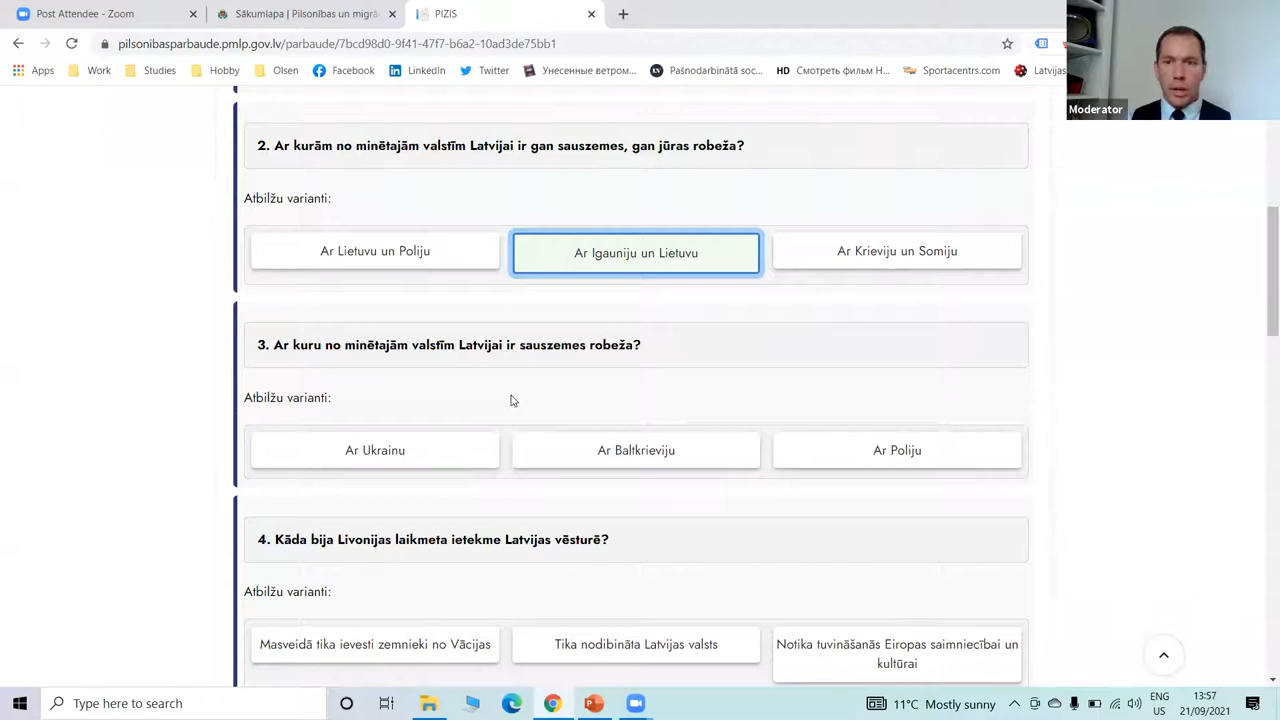 Post Attendee - Zoom
Sākumlapa | Pilsonības un mig
PIZIS
pilsonibasparbaude.pmlp.gov.lv/parbaude/7b -9f41-47f7-b6a2-10ad3de75bb1
Apps Work Studies Hobby Olsen Facebook LinkedIn Twitter Унесенные ветром... Pašnodarbinātā soc... HD Смотреть фильм Н... Sportacentrs.com Latvijas
Moderator
2. Ar kurām no minētajām valstīm Latvijai ir gan sauszemes, gan jūras robeža?
Atbilžu varianti:
Ar Lietuvu un Poliju Ar Igauniju un Lietuvu Ar Krieviju un Somiju
3. Ar kuru no minētajām valstīm Latvijai ir sauszemes robeža?
Atbilžu varianti:
Ar Ukrainu Ar Baltkrieviju Ar Poliju
4. Kāda bija Livonijas laikmeta ietekme Latvijas vēsturē?
Atbilžu varianti:
Masveidā tika ievesti zemnieki no Vācijas Tika nodibināta Latvijas valsts Notika tuvināšanās Eiropas saimniecībai un
kultūrai
Type here to search
11°C Mostly sunny
ENG
US
13:57
21/09/2021